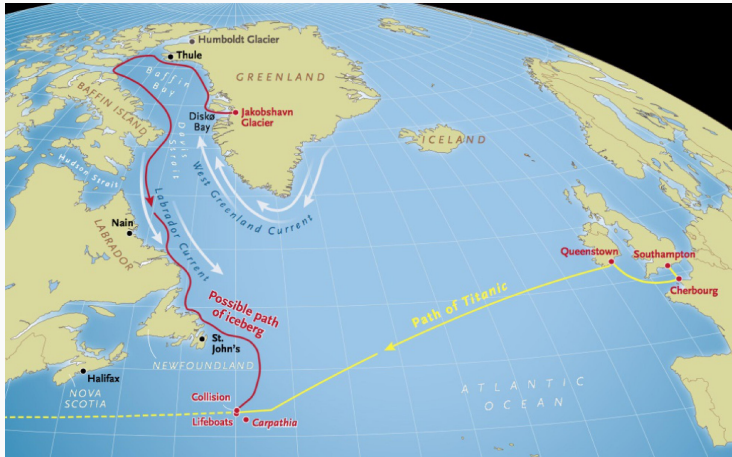 Humboldt Glacier
Thule
GREENLAND
Baffin
Bay
BAFFIN ISLAND
Diskø
Bay
Jakobshavn
Glacier
Davis
Strait
ICELAND
Hudson Strait
West Greenland Current
Labrador Current
Nain
LABRADOR
Queenstown
Southampton
Cherbourg
Possible path
of iceberg
Path of Titanic
St.
John's
NEWFOUNDLAND
Halifax
NOVA
SCOTIA
ATLANTIC
OCEAN
Collision
Lifeboats
Carpathia